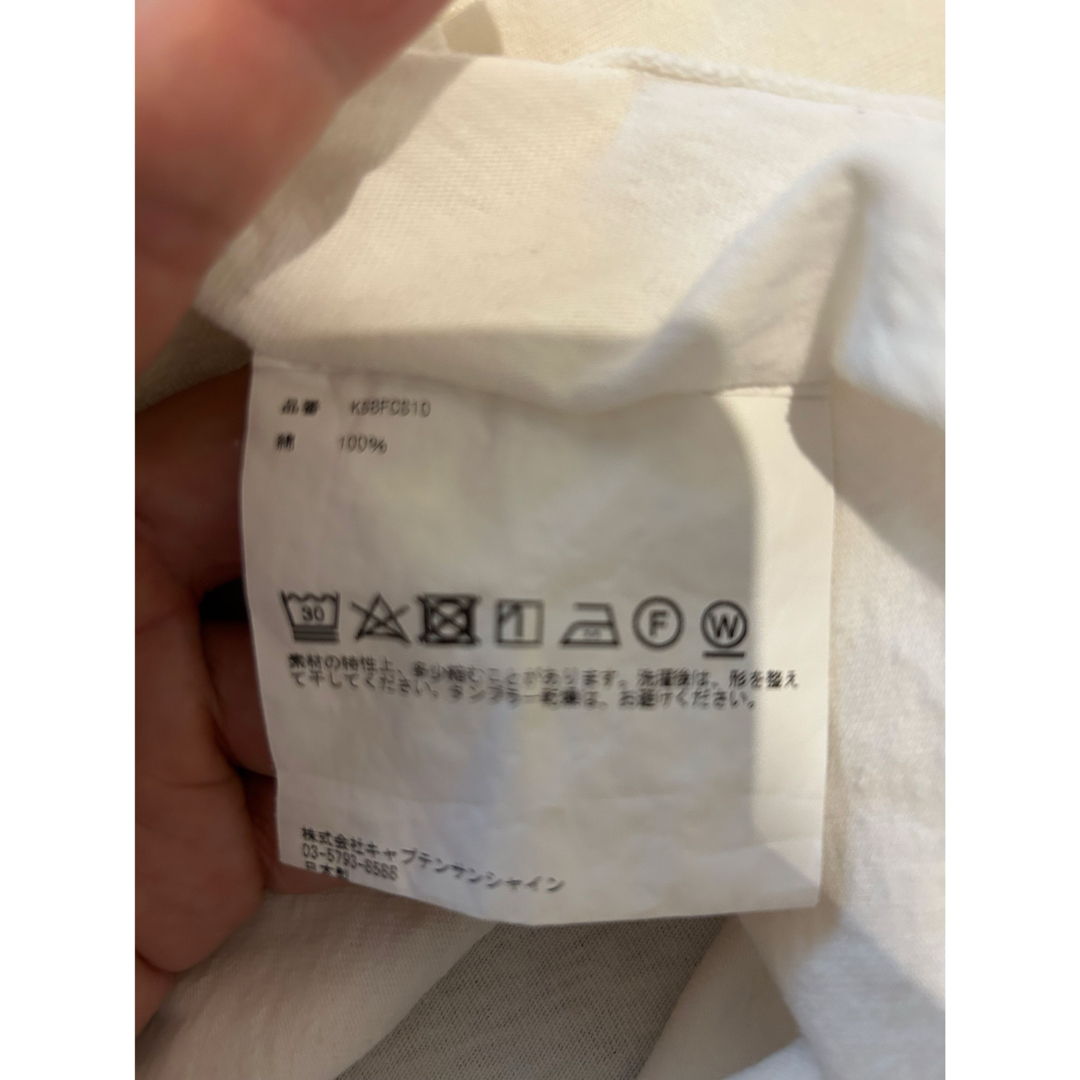 品番 KS8FCS10
綿 100%
30
F
W
素材の特性上、多少縮むことがあります。洗濯後は、形を整え
て干してください。タンブラー乾燥は、お避けください。
株式会社キャプテンサンシャイン
03-5793-8588
日本製